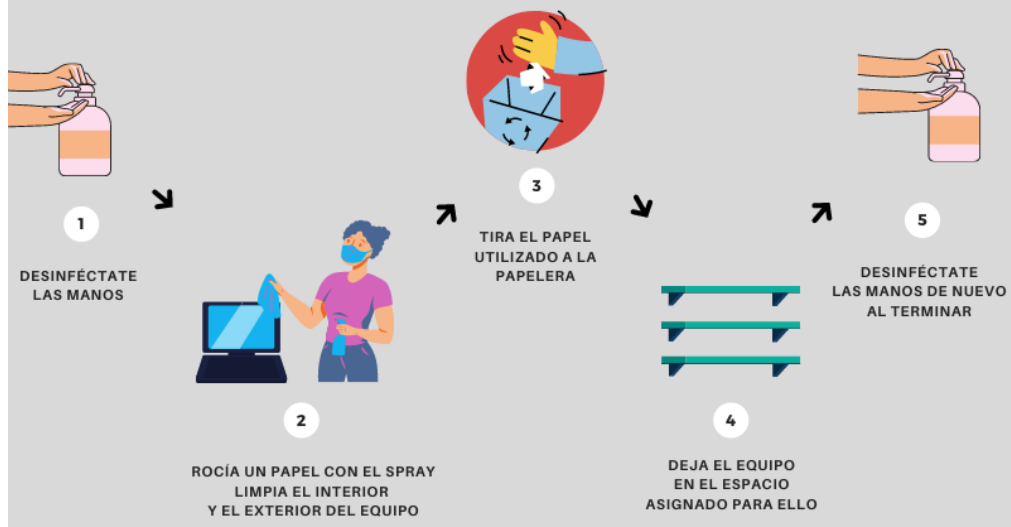 1
DESINFÉCTATE
LAS MANOS
2
ROCÍA UN PAPEL CON EL SPRAY
LIMPIA EL INTERIOR
Y EL EXTERIOR DEL EQUIPO
3
TIRA EL PAPEL
UTILIZADO A LA
PAPELERA
4
DEJA EL EQUIPO
EN EL ESPACIO
ASIGNADO PARA ELLO
5
DESINFÉCTATE
LAS MANOS DE NUEVO
AL TERMINAR